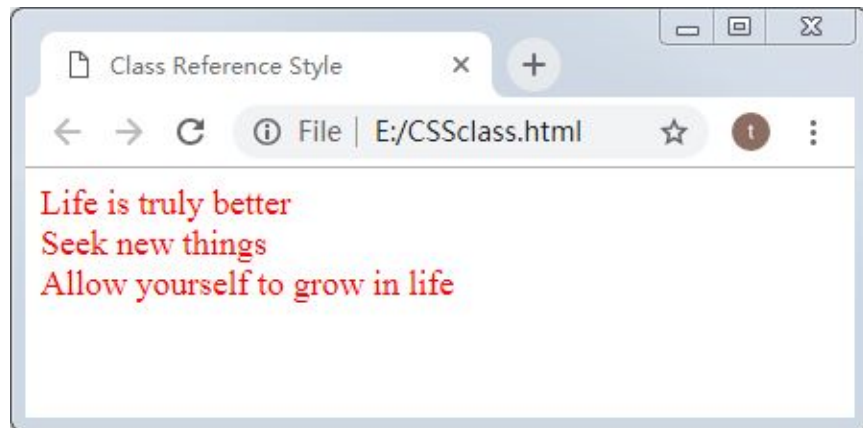 Class Reference Style
File | E:/CSSclass.html
t
Life is truly better
Seek new things
Allow yourself to grow in life